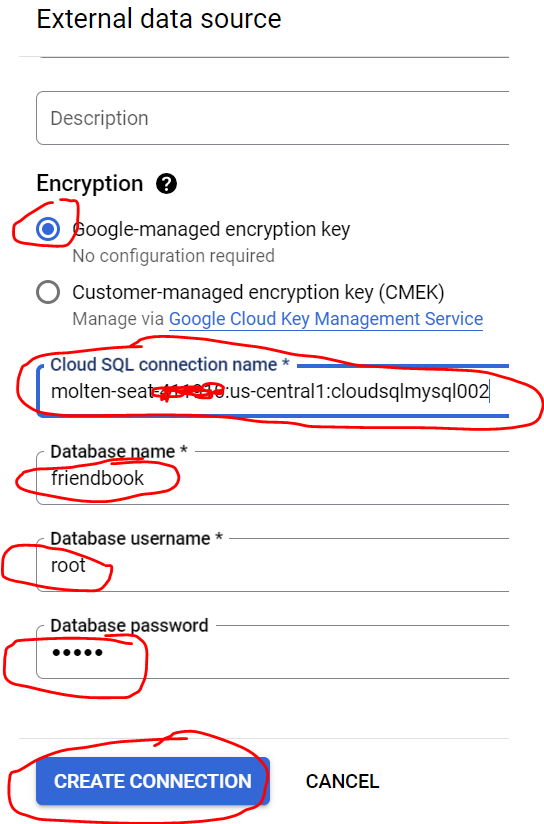 External data source
Description
Encryption
Google-managed encryption key
No configuration required
Customer-managed encryption key (CMEK)
Manage via Google Cloud Key Management Service
Cloud SQL connection name *
molten-seat :us-central1:cloudsqlmysql002
Database name *
friendbook
Database username *
root
Database password
•••••
CREATE CONNECTION
CANCEL